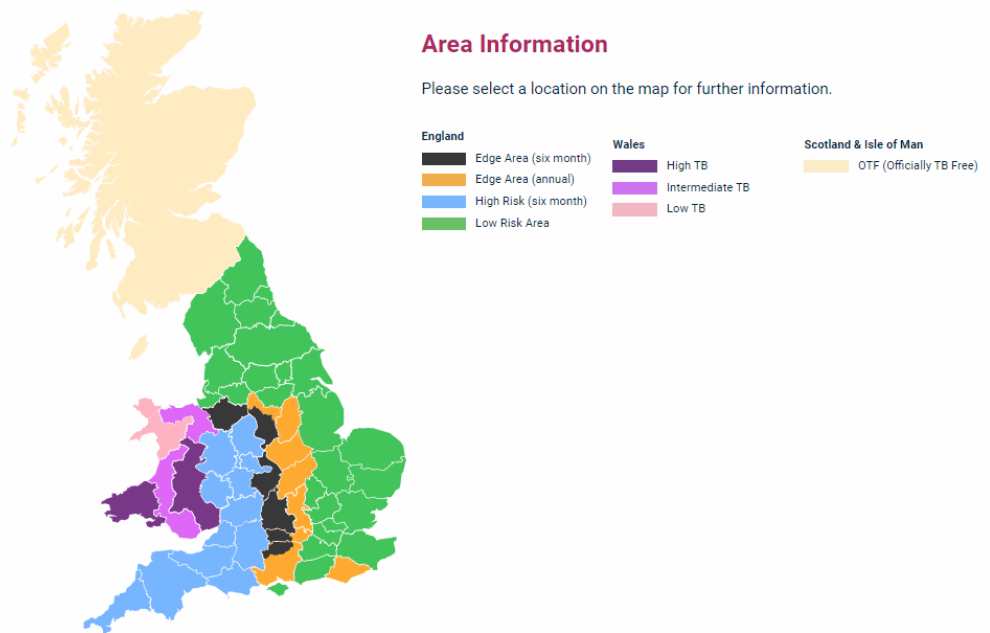 Area Information
Please select a location on the map for further information.
England
Edge Area (six month)
Edge Area (annual)
High Risk (six month)
Low Risk Area
Wales
High TB
Intermediate TB
Low TB
Scotland & Isle of Man
OTF (Officially TB Free)